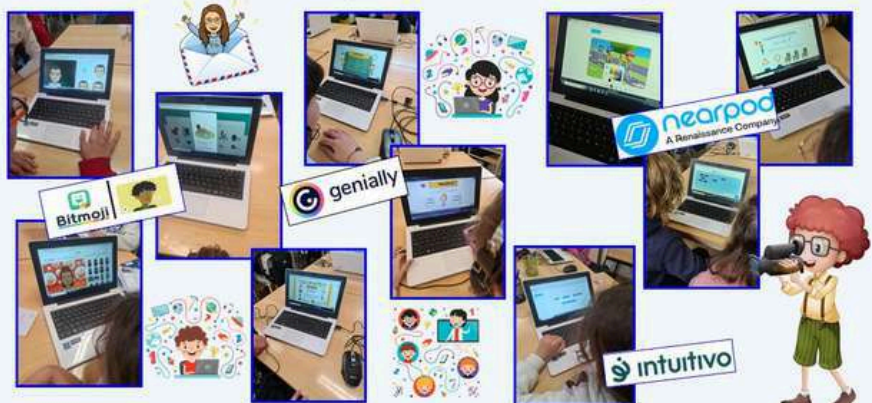 nearpod
A Renaissance Company
Bitmoji
genially
intuitivo